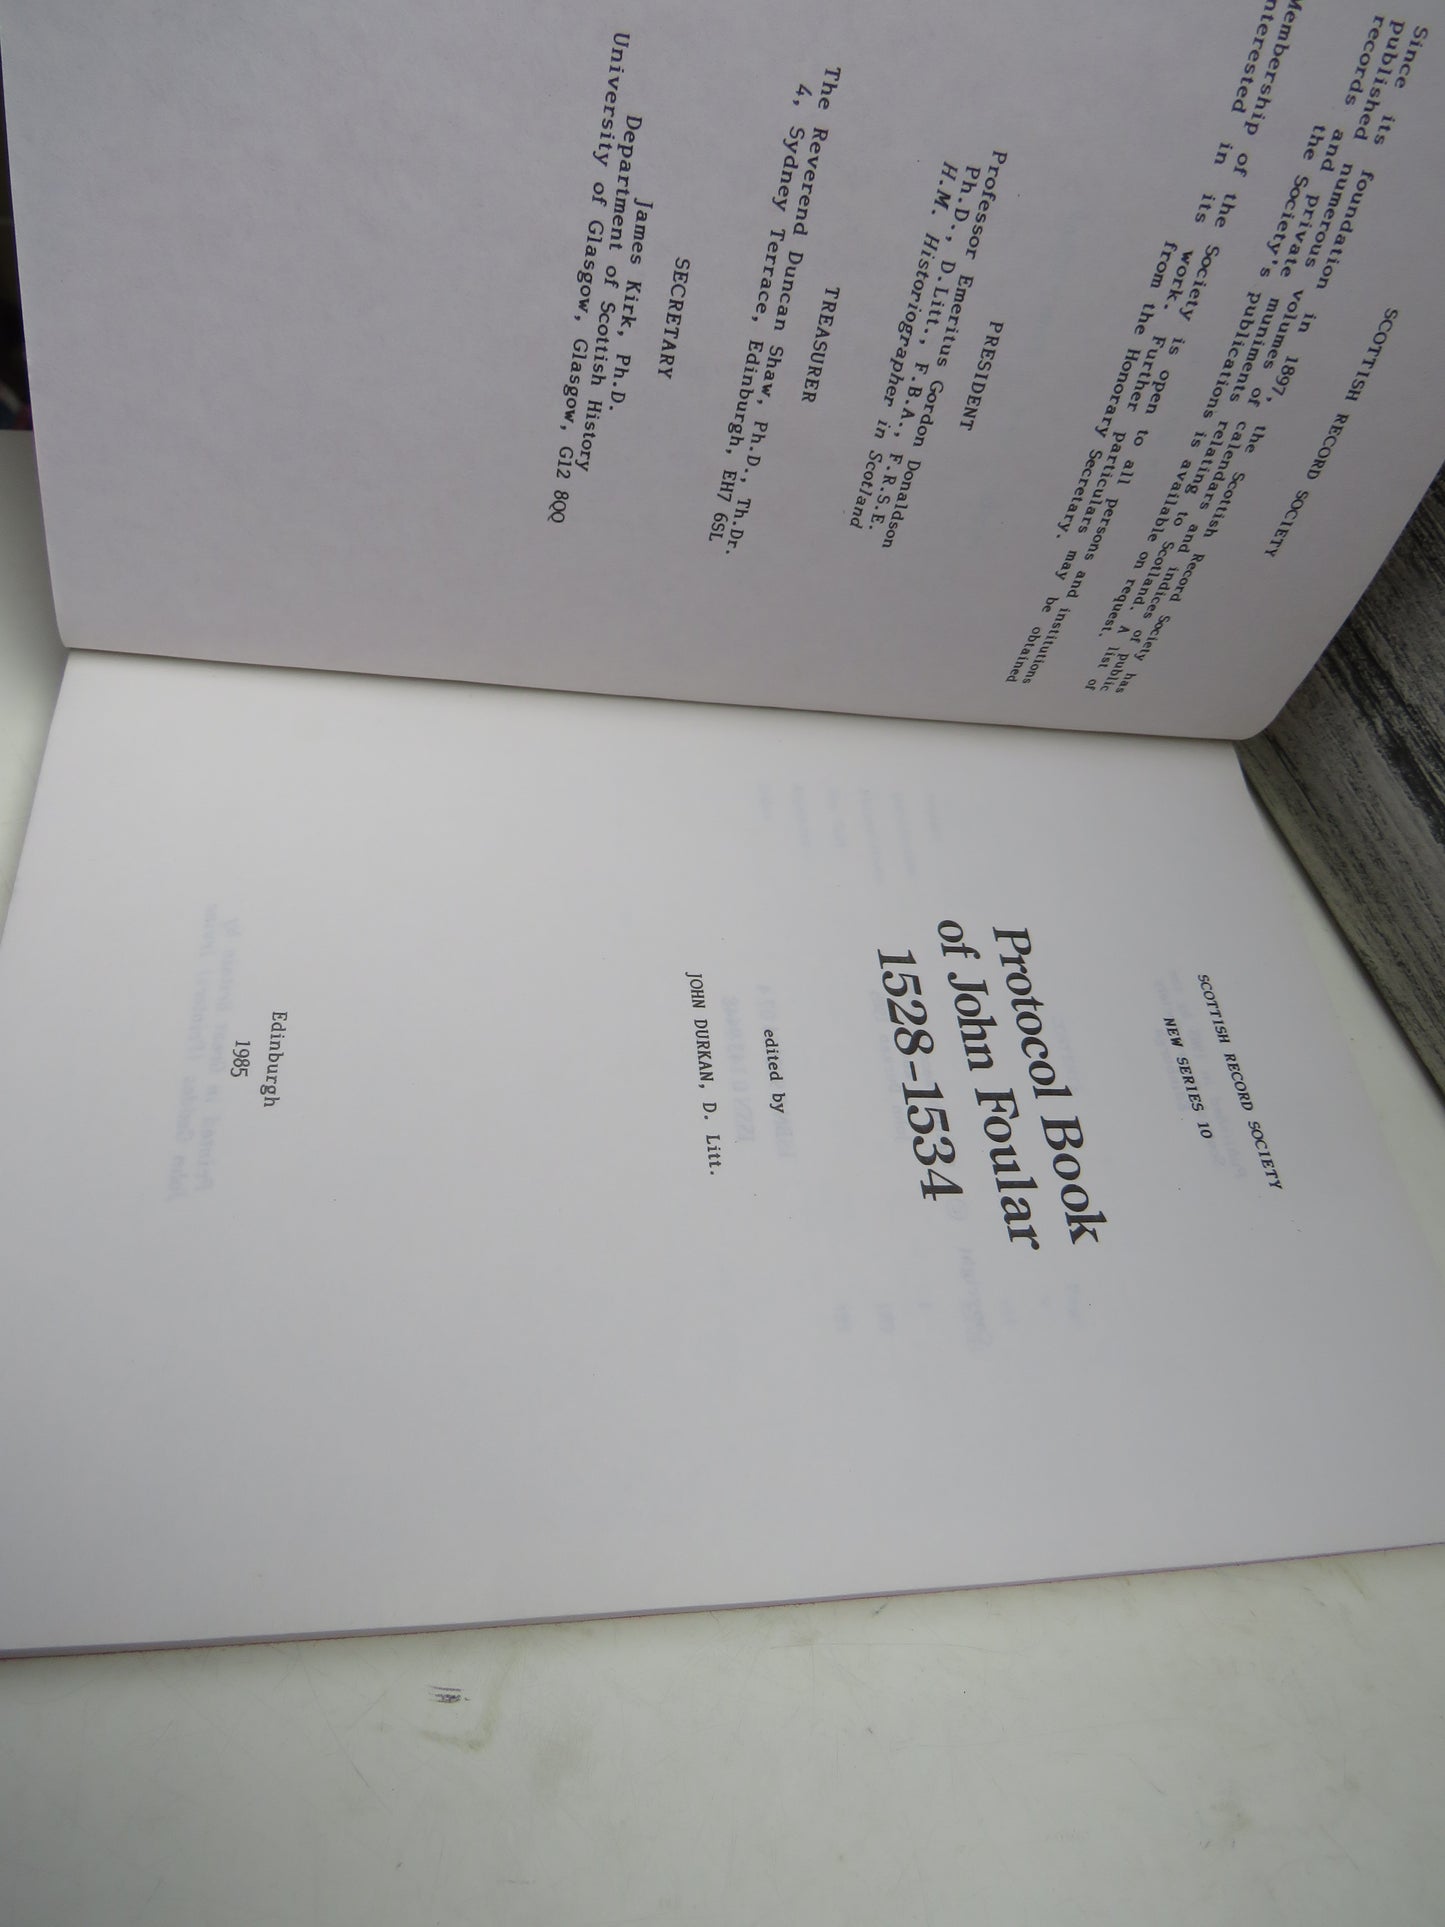 SCOTTISH RECORD SOCIETY
Since its foundation in 1897, the Scottish Record Society has
published numerous volumes of calendars and indices of public
records and private muniments relating to Scotland. A list of
the Society's publications is available on request.
Membership of the Society is open to all persons and institutions
interested in its work. Further particulars may be obtained
from the Honorary Secretary.
PRESIDENT
Professor Emeritus Gordon Donaldson
Ph.D., D.Litt., F.B.A., F.R.S.E.
H.M. Historiographer in Scotland
TREASURER
The Reverend Duncan Shaw, Ph.D., Th.Dr.
4, Sydney Terrace, Edinburgh, EH7 6SL
SECRETARY
James Kirk, Ph.D.
Department of Scottish History
University of Glasgow, Glasgow, G12 8QQ
SCOTTISH RECORD SOCIETY
NEW SERIES 10
Protocol Book
of John Foular
1528-1534
edited by
JOHN DURKAN, D. Litt.
Edinburgh
1985